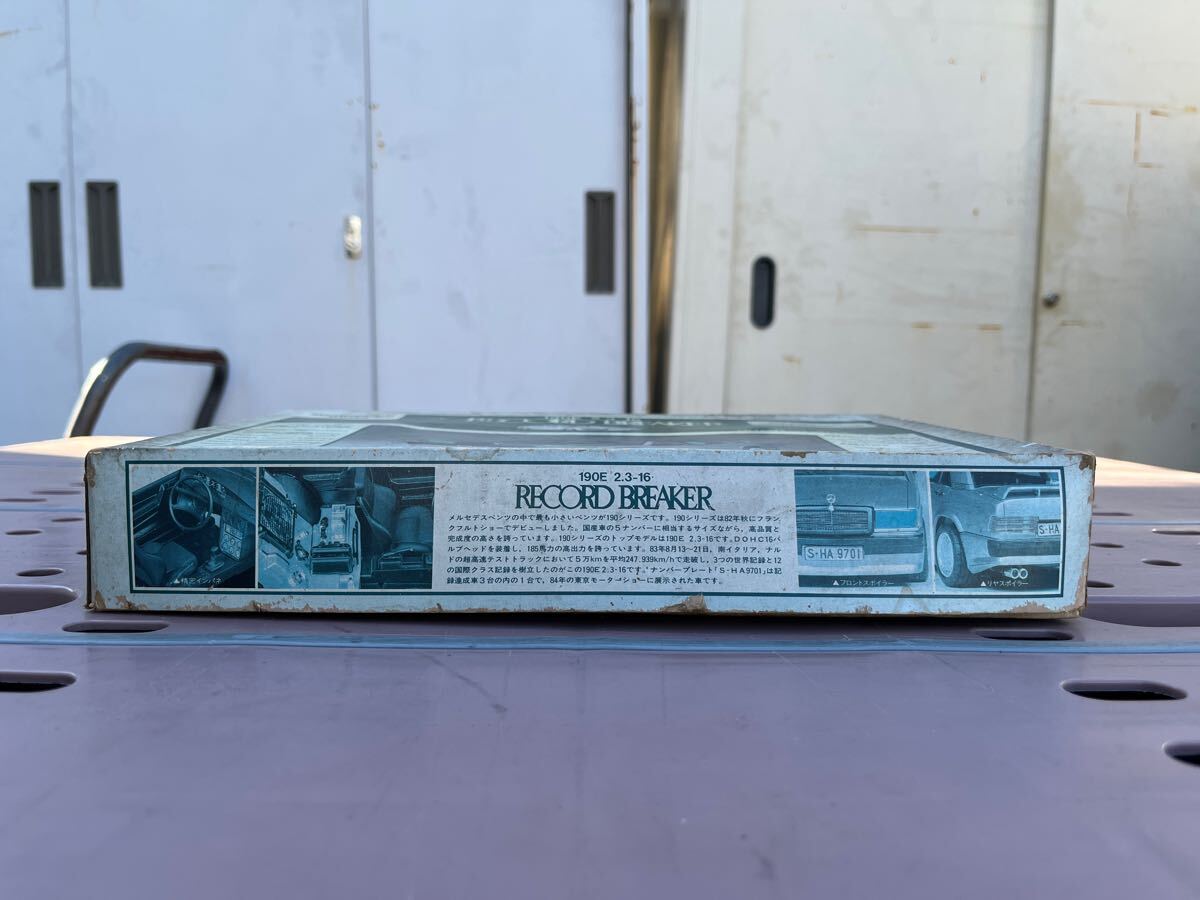 190E 2.3-16
RECORD BREAKER
メルセデスベンツの中で最も小さいベンツが190シリーズです。190シリーズは82年秋にフラン
クフルトショーでデビューしました。国産車の5ナンバーに相当するサイズながら、高品質と
完成度の高さを誇っています。190シリーズのトップモデルは190E 2.3-16です。DOHC16バ
ルブヘッドを装着し、185馬力の高出力を誇っています。83年8月13〜21日、南イタリア、ナル
ドの超高速テストトラックにおいて5万kmを平均247.939km/hで走破し、3つの世界記録と12
の国際クラス記録を樹立したのがこの190E 2.3-16です。ナンバープレート「S-HA9701」は記
録達成車3台の内の1台で、84年の東京モーターショーに展示された車です。
▲精密インパネ
S-HA 9701
▲フロントスポイラー
S-HA
▲リヤスポイラー